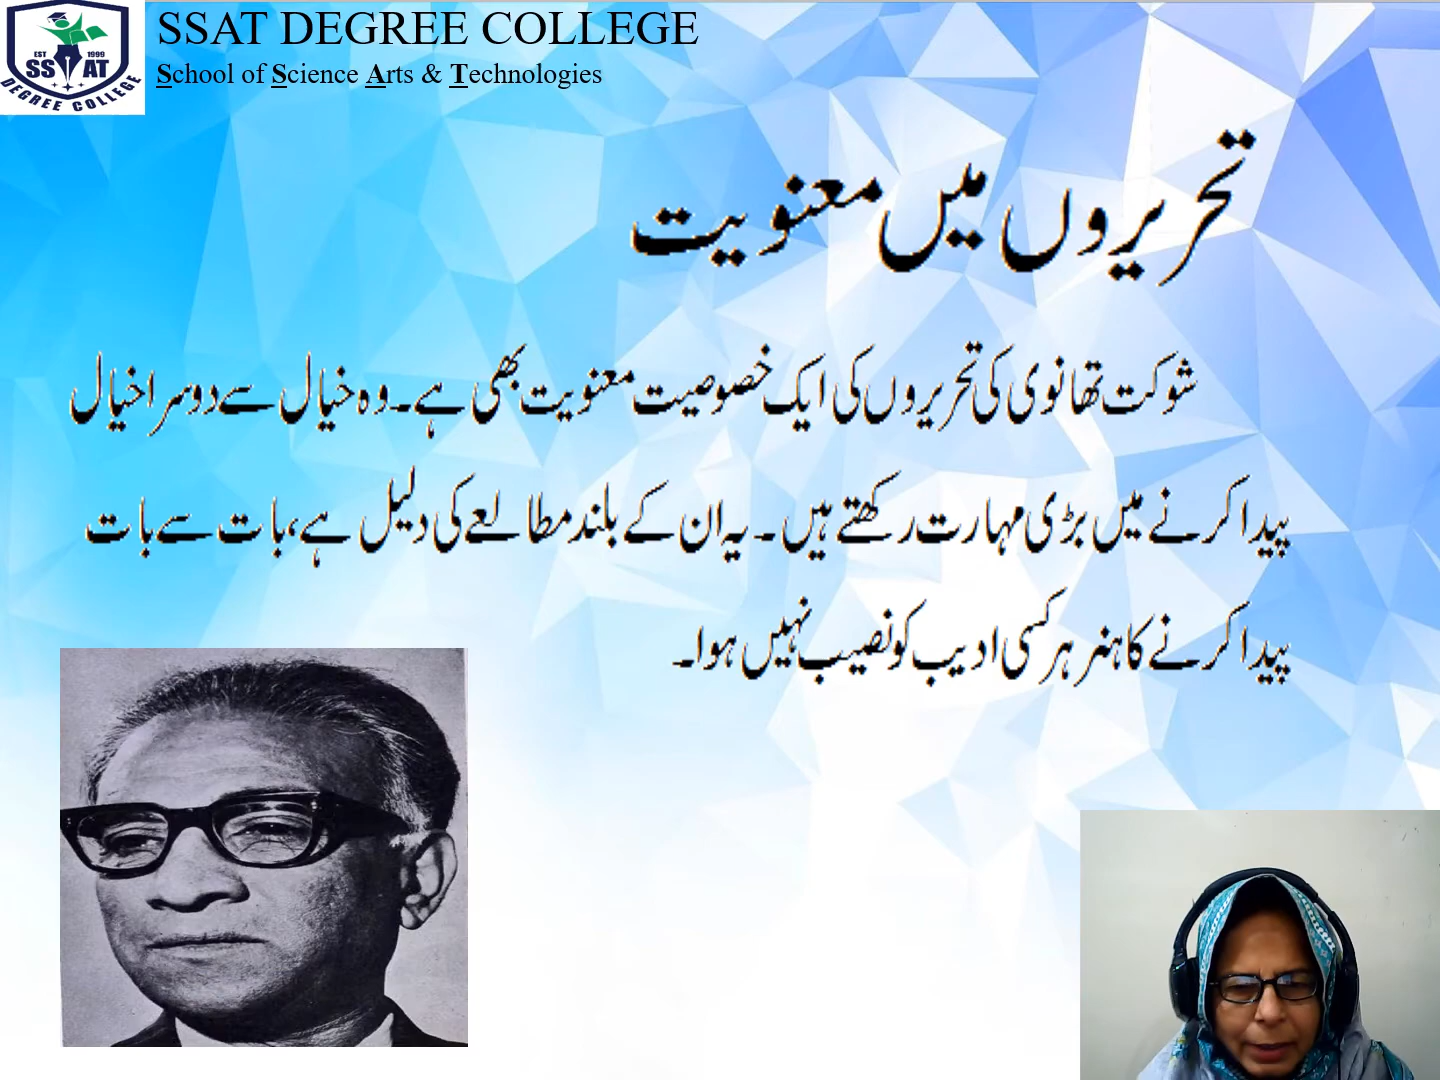 SSAT DEGREE COLLEGE
School of Science Arts & Technologies
EST 1999
SSAT
DEGREE COLLEGE
تحریروں میں معنویت
شوکت تھانوی کی تحریروں کی ایک خصوصیت معنویت بھی ہے۔ وہ خیال سے دوسرا خیال
پیدا کرنے میں بڑی مہارت رکھتے ہیں۔ یہ ان کے بلند مطالعے کی دلیل ہے، بات سے بات
پیدا کرنے کا ہنر ہر کسی ادیب کو نصیب نہیں ہوا۔